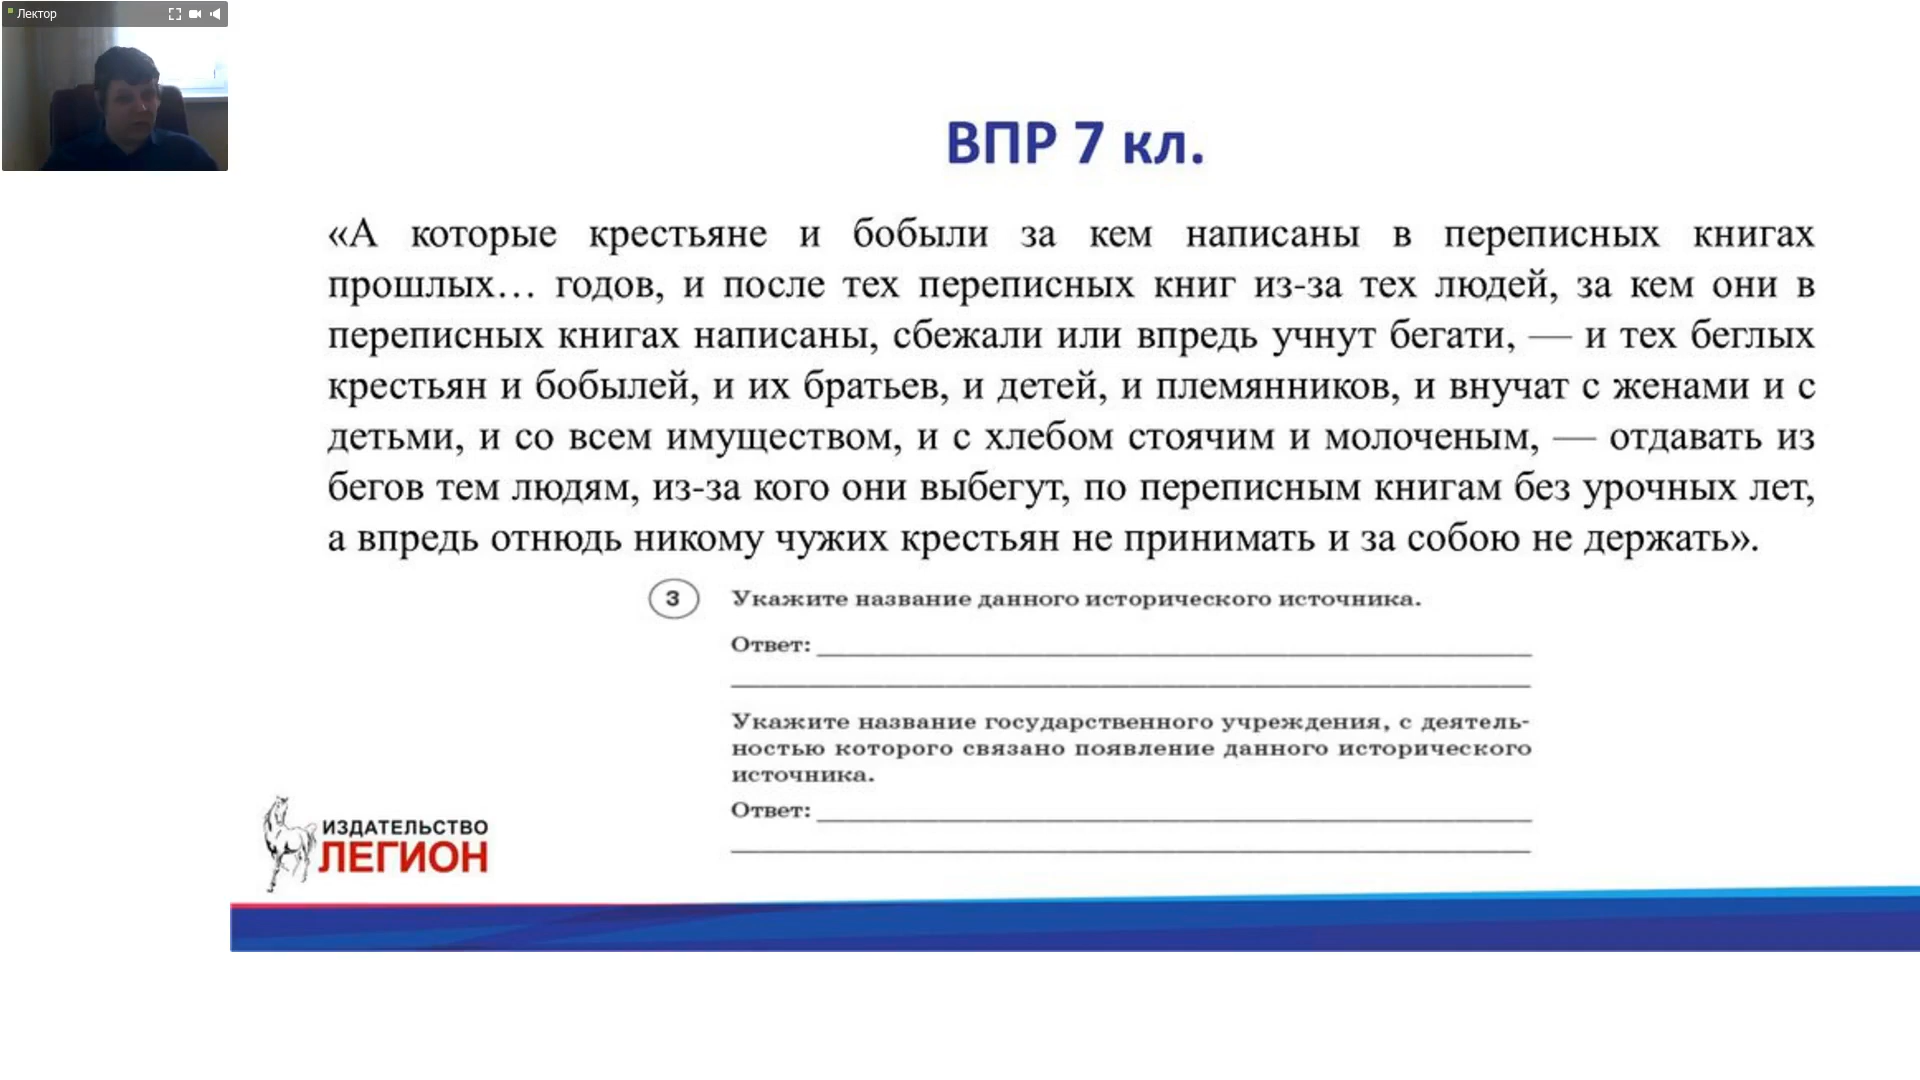 Лектор
ВПР 7 кл.
«А которые крестьяне и бобыли за кем написаны в переписных книгах
прошлых… годов, и после тех переписных книг из-за тех людей, за кем они в
переписных книгах написаны, сбежали или впредь учнут бегати, — и тех беглых
крестьян и бобылей, и их братьев, и детей, и племянников, и внучат с женами и с
детьми, и со всем имуществом, и с хлебом стоячим и молоченым, — отдавать из
бегов тем людям, из-за кого они выбегут, по переписным книгам без урочных лет,
а впредь отнюдь никому чужих крестьян не принимать и за собою не держать».
3 Укажите название данного исторического источника.
Ответ:
Укажите название государственного учреждения, с деятель-
ностью которого связано появление данного исторического
источника.
Ответ:
ИЗДАТЕЛЬСТВО
ЛЕГИОН